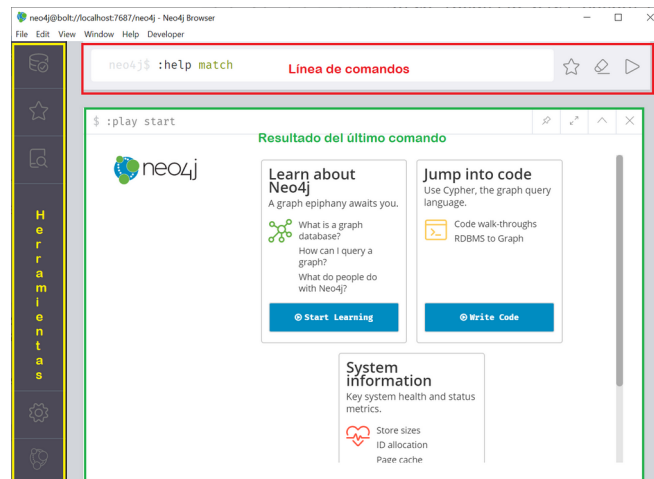 neo4j@bolt://localhost:7687/neo4j - Neo4j Browser
File Edit View Window Help Developer
neo4j$ :help match
Línea de comandos
$ :play start
Resultado del último comando
Herramientas
neo4j
Learn about
Neo4j
A graph epiphany awaits you.
What is a graph
database?
How can I query a
graph?
What do people do
with Neo4j?
Start Learning
Jump into code
Use Cypher, the graph query
language.
Code walk-throughs
RDBMS to Graph
Write Code
System
information
Key system health and status
metrics.
Store sizes
ID allocation
Page cache